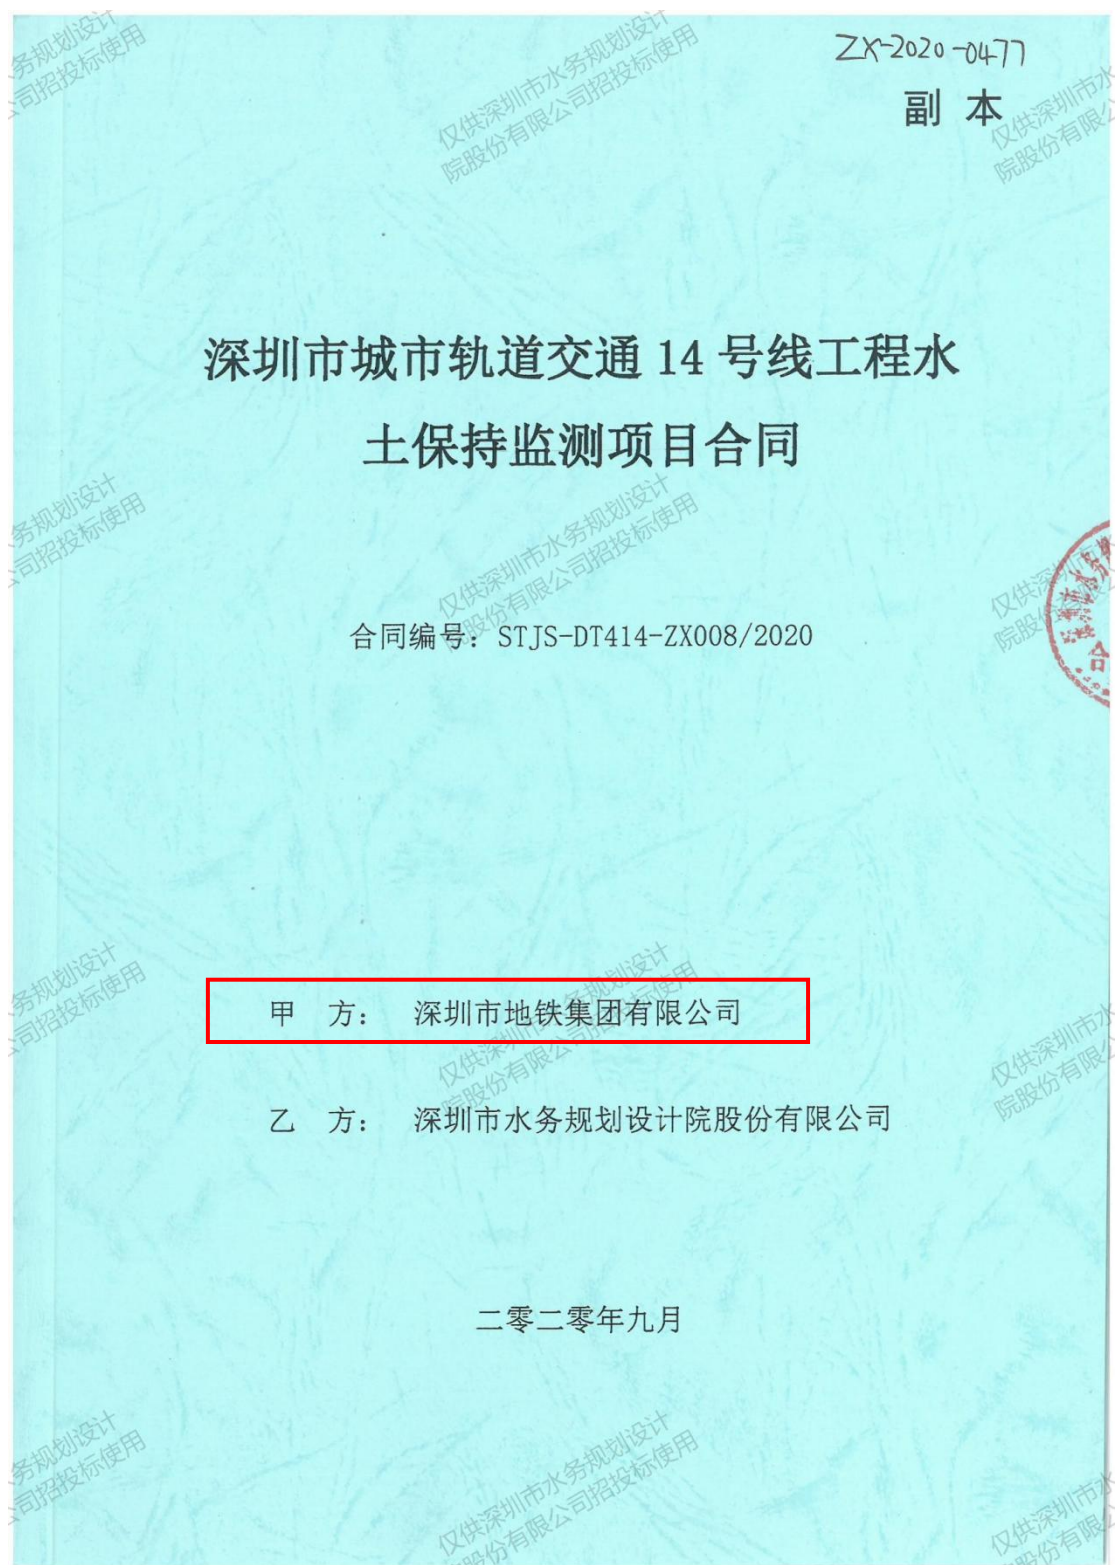 ZX-2020-0477
副 本
深圳市城市轨道交通 14 号线工程水
土保持监测项目合同
合同编号：STJS-DT414-ZX008/2020
甲 方： 深圳市地铁集团有限公司
乙 方： 深圳市水务规划设计院股份有限公司
二零二零年九月
仅供深圳市水务规划设计
院股份有限公司招投标使用